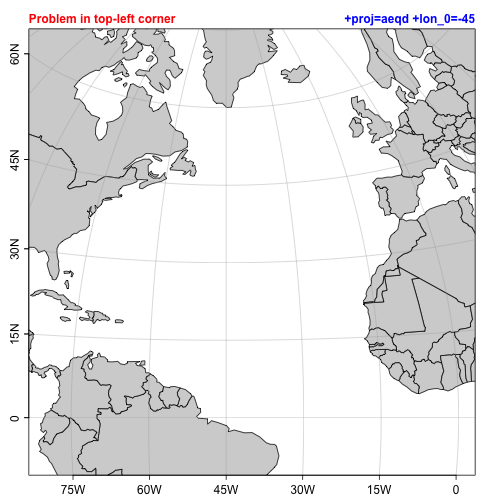 Problem in top-left corner +proj=aeqd +lon_0=-45
60N
45N
30N
15N
0
75W 60W 45W 30W 15W 0